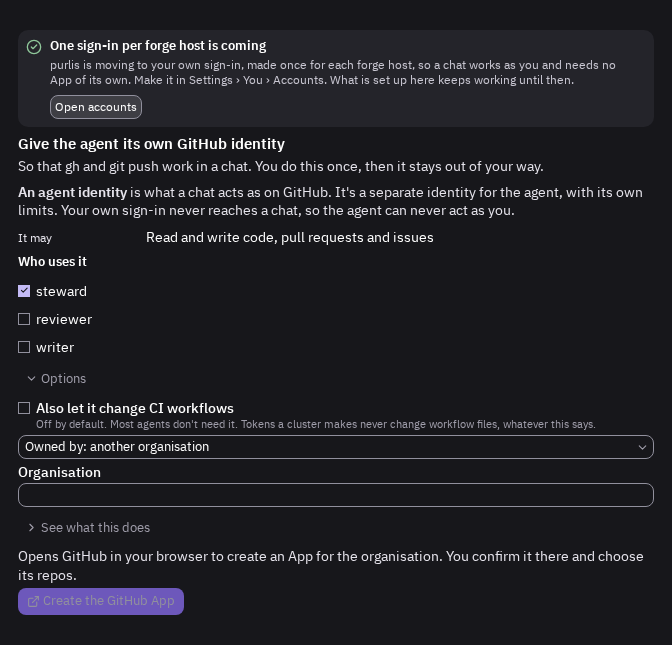 One sign-in per forge host is coming
purlis is moving to your own sign-in, made once for each forge host, so a chat works as you and needs no
App of its own. Make it in Settings › You › Accounts. What is set up here keeps working until then.
Open accounts
Give the agent its own GitHub identity
So that gh and git push work in a chat. You do this once, then it stays out of your way.
An agent identity is what a chat acts as on GitHub. It's a separate identity for the agent, with its own
limits. Your own sign-in never reaches a chat, so the agent can never act as you.
It may Read and write code, pull requests and issues
Who uses it
steward
reviewer
writer
Options
Also let it change CI workflows
Off by default. Most agents don't need it. Tokens a cluster makes never change workflow files, whatever this says.
Owned by: another organisation
Organisation
See what this does
Opens GitHub in your browser to create an App for the organisation. You confirm it there and choose
its repos.
Create the GitHub App